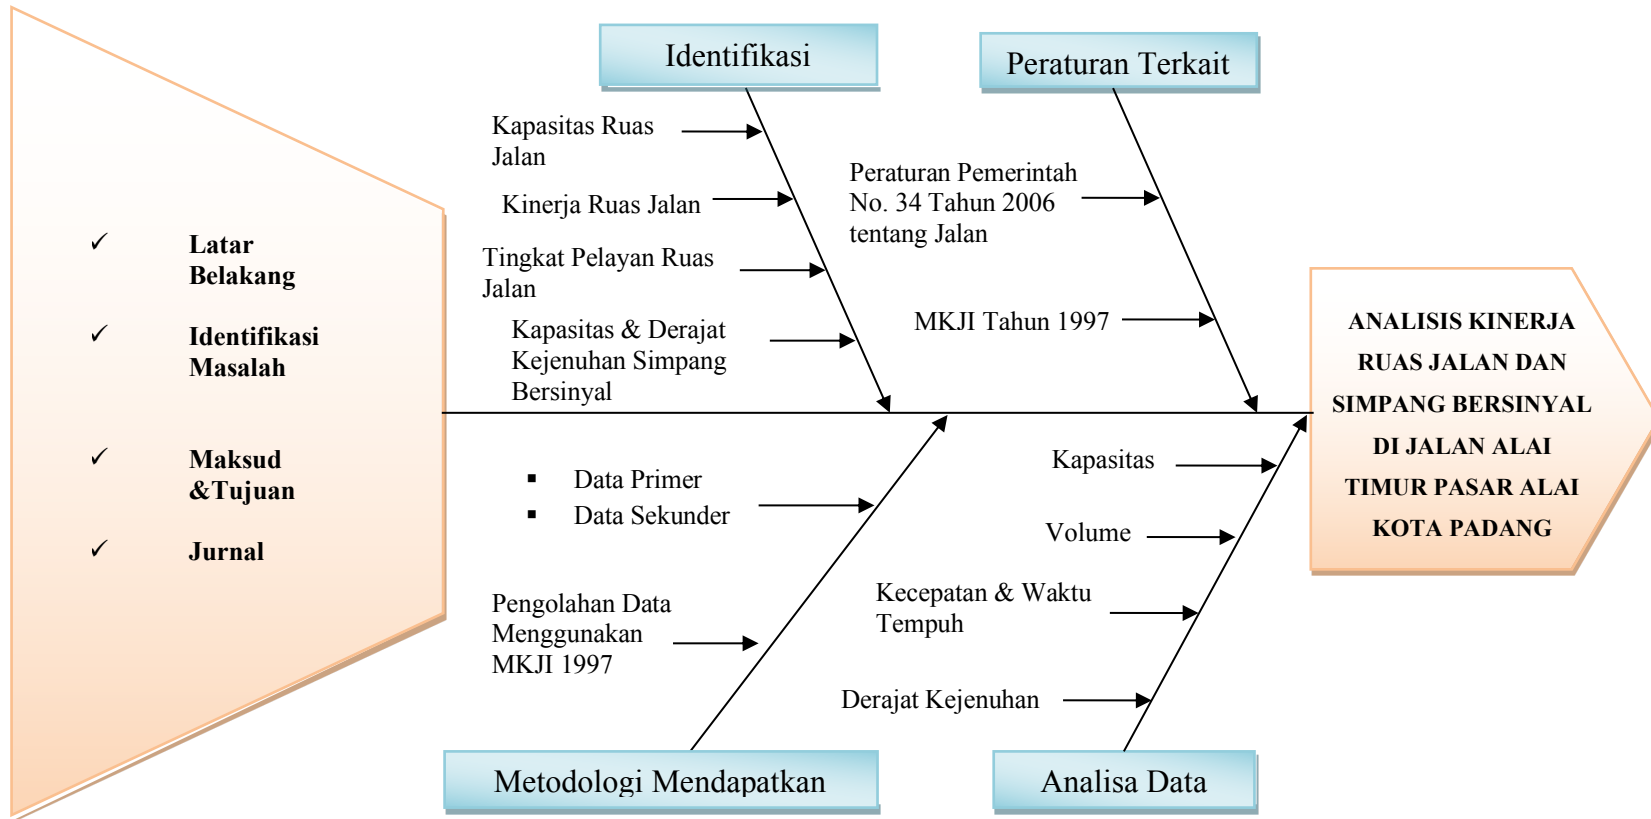 Latar
Belakang
Identifikasi
Masalah
Maksud
&Tujuan
Jurnal
Identifikasi
Kapasitas Ruas
Jalan
Kinerja Ruas Jalan
Tingkat Pelayan Ruas
Jalan
Kapasitas & Derajat
Kejenuhan Simpang
Bersinyal
Peraturan Terkait
Peraturan Pemerintah
No. 34 Tahun 2006
tentang Jalan
MKJI Tahun 1997
Data Primer
Data Sekunder
Pengolahan Data
Menggunakan
MKJI 1997
Metodologi Mendapatkan
Kapasitas
Volume
Kecepatan & Waktu
Tempuh
Derajat Kejenuhan
Analisa Data
ANALISIS KINERJA
RUAS JALAN DAN
SIMPANG BERSINYAL
DI JALAN ALAI
TIMUR PASAR ALAI
KOTA PADANG